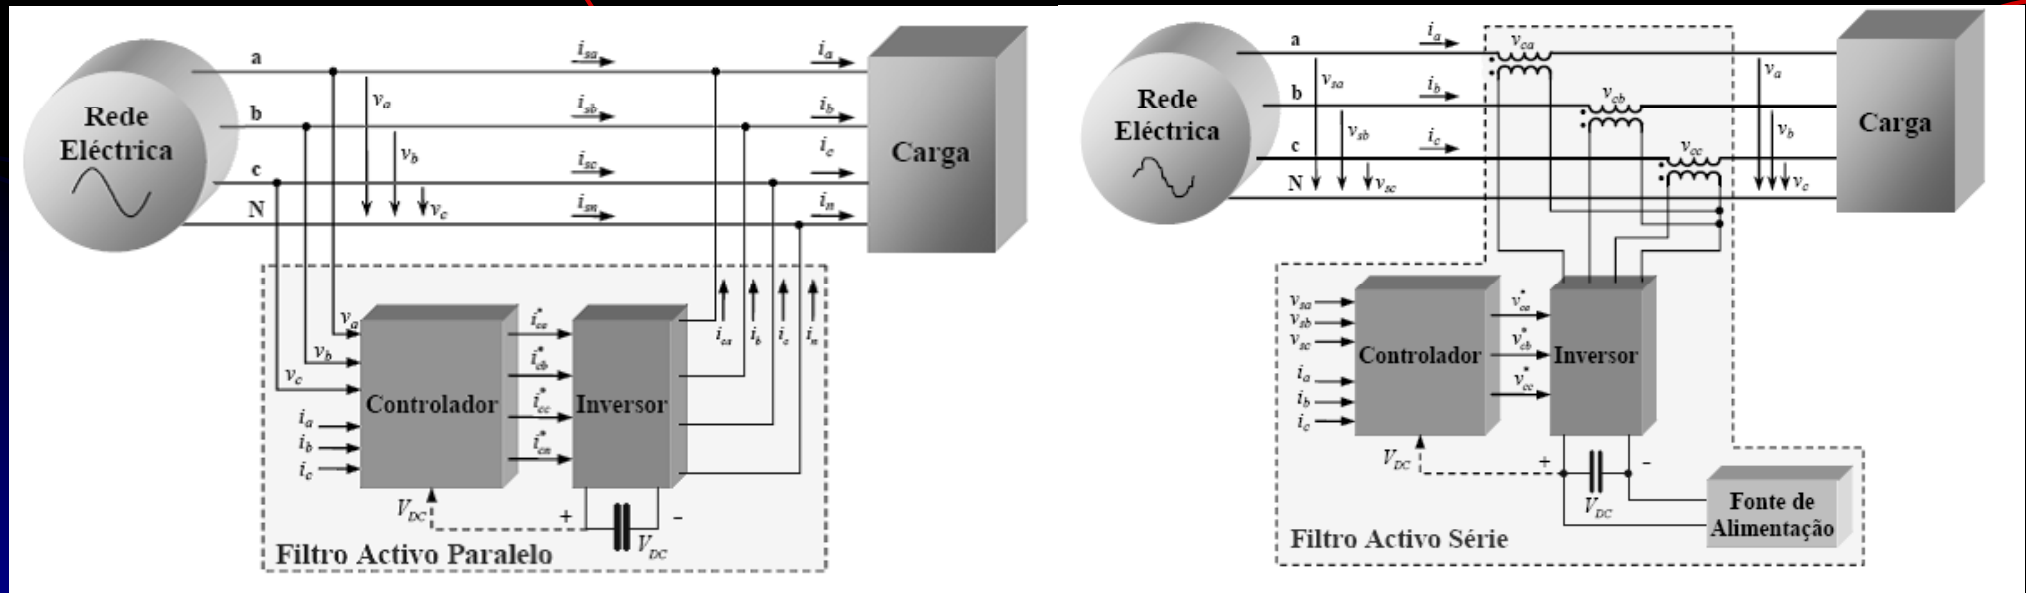 Rede
Eléctrica
a
b
c
N
v_a
v_b
v_c
i_sa
i_sb
i_sc
i_sn
i_a
i_b
i_c
i_n
Carga
v_a
v_b
v_c
i_a
i_b
i_c
Controlador
i*_ca
i*_cb
i*_cc
i*_cn
Inversor
i_ca
i_b
i_c
i_n
V_DC
+
-
V_DC
Filtro Activo Paralelo
Rede
Eléctrica
a
b
c
N
v_sa
v_sb
v_sc
i_a
i_b
i_c
v_ca
v_cb
v_cc
v_a
v_b
v_c
Carga
v_sa
v_sb
v_sc
i_a
i_b
i_c
Controlador
v*_ca
v*_cb
v*_cc
Inversor
V_DC
+
-
V_DC
Fonte de
Alimentação
Filtro Activo Série